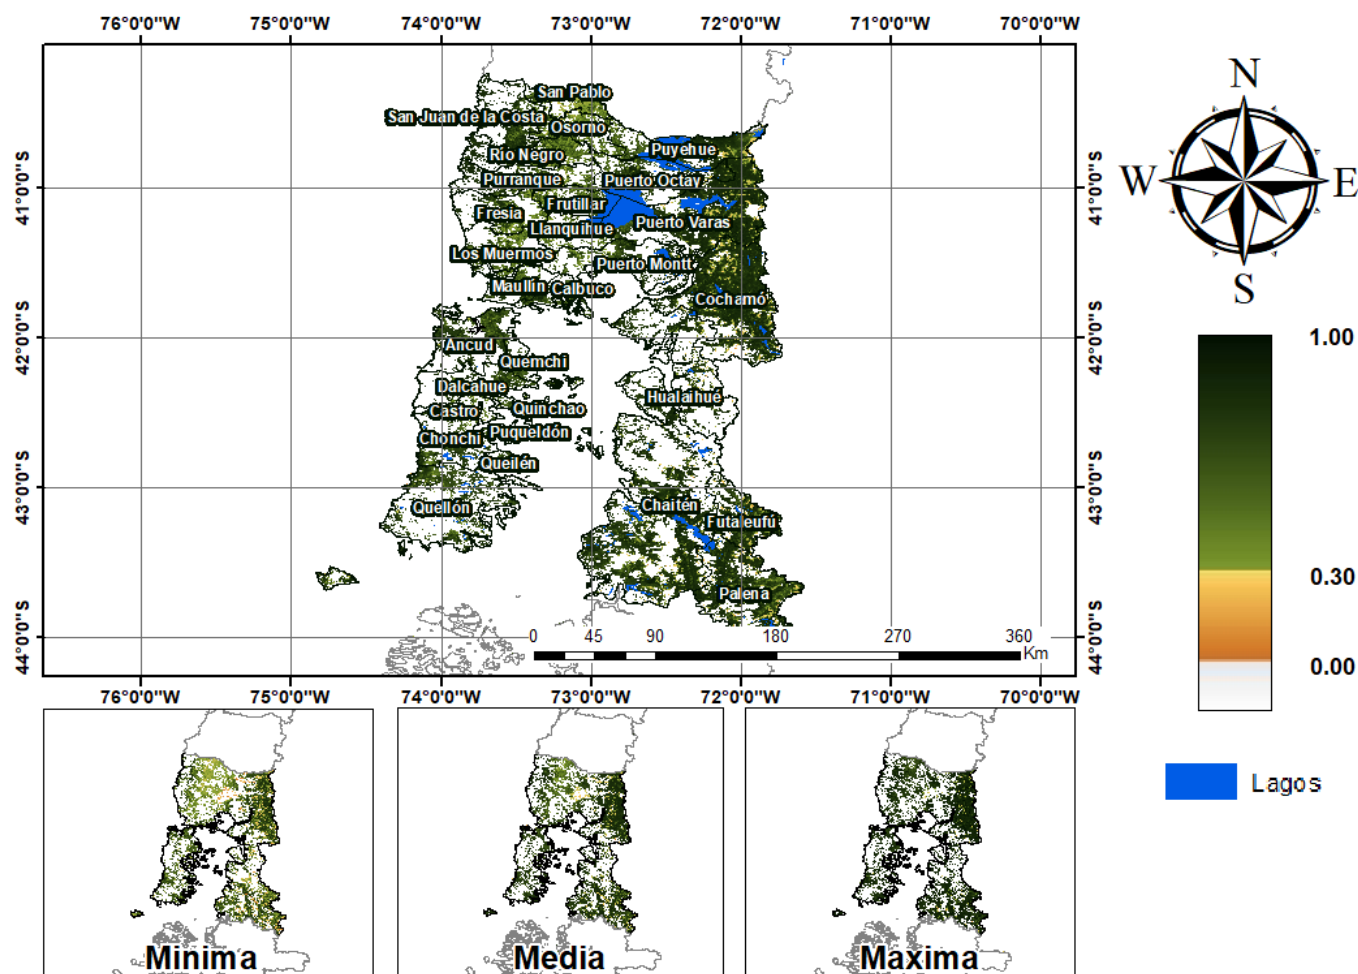 76°0'0"W 75°0'0"W 74°0'0"W 73°0'0"W 72°0'0"W 71°0'0"W 70°0'0"W
N
W E
S
San Pablo
San Juan de la Costa
Osorno
Puyehue
Río Negro
Purranque
Puerto Octay
41°0'0"S
41°0'0"S
Frutillar
Fresia
Puerto Varas
Llanquihue
Los Muermos
Puerto Montt
Maullín
Calbuco
Cochamó
42°0'0"S
42°0'0"S
Ancud
Quemchi
Dalcahue
Hualaihué
Castro
Quinchao
Chonchi
Puqueldón
Queilén
43°0'0"S
43°0'0"S
Quellón
Chaitén
Futaleufú
Palena
44°0'0"S
44°0'0"S
0 45 90 180 270 360
Km
76°0'0"W 75°0'0"W 74°0'0"W 73°0'0"W 72°0'0"W 71°0'0"W 70°0'0"W
1.00
0.30
0.00
Lagos
Minima
Media
Maxima